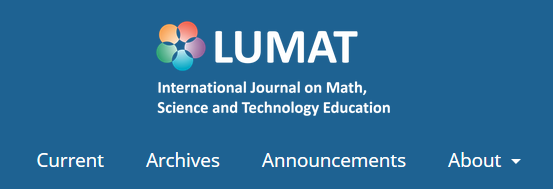 LUMAT
International Journal on Math,
Science and Technology Education
Current Archives Announcements About